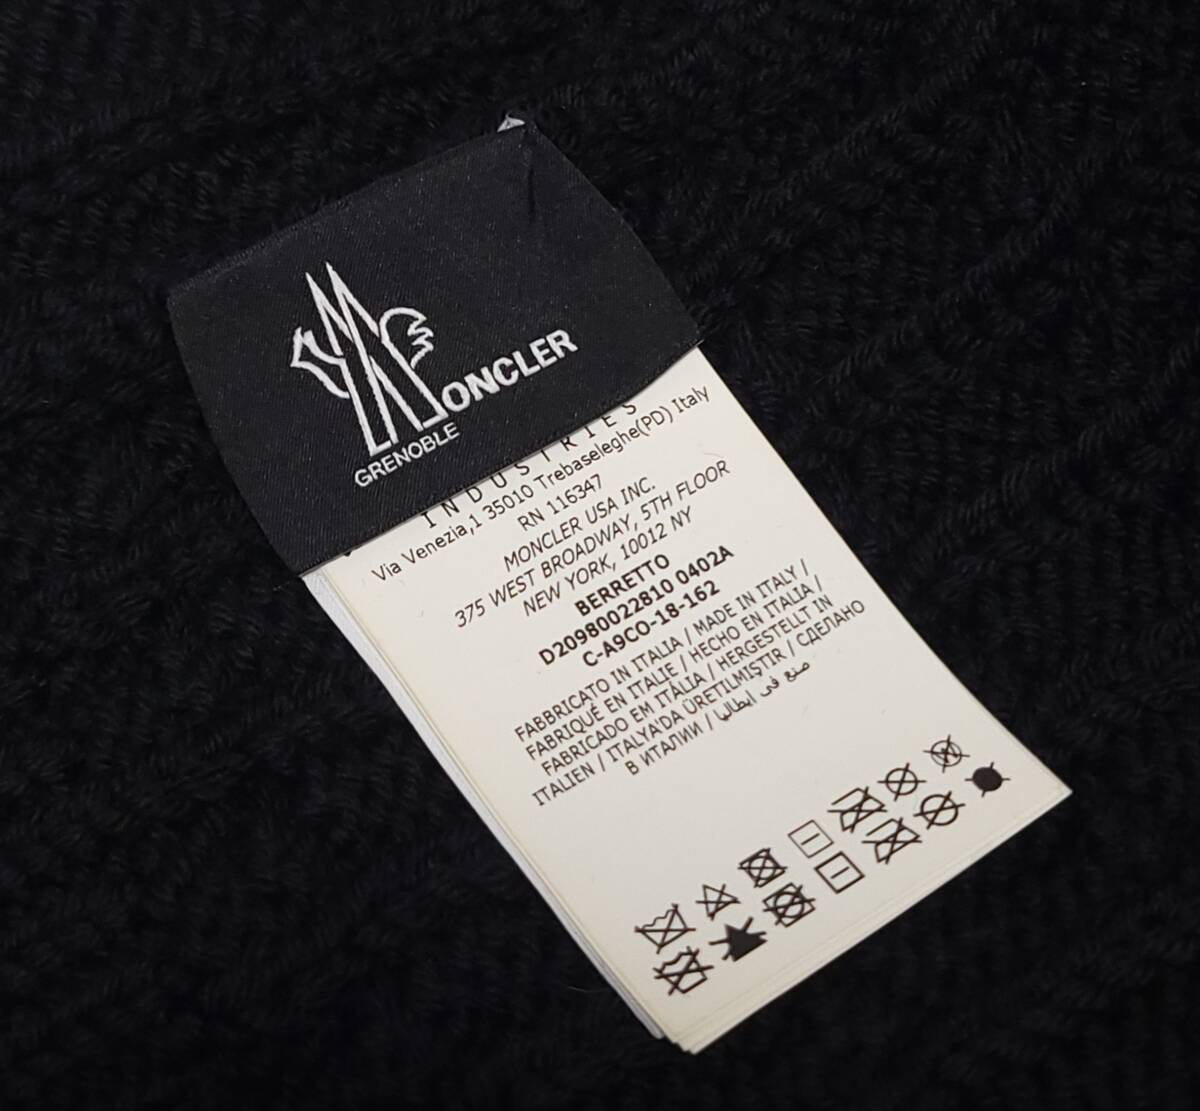 MONCLER
GRENOBLE
INDUSTRIES
Via Venezia,1 35010 Trebaseleghe(PD) Italy
RN 116347
MONCLER USA INC.
375 WEST BROADWAY, 5TH FLOOR
NEW YORK, 10012 NY
BERRETTO
D20980022810 0402A
C-A9CO-18-162
FABBRICATO IN ITALIA / MADE IN ITALY /
FABRIQUÉ EN ITALIE / HECHO EN ITALIA /
FABRICADO EM ITÁLIA / HERGESTELLT IN
ITALIEN / ITALYA'DA ÜRETILMIŞTIR / СДЕЛАНО
В ИТАЛИИ / صنع في ايطاليا